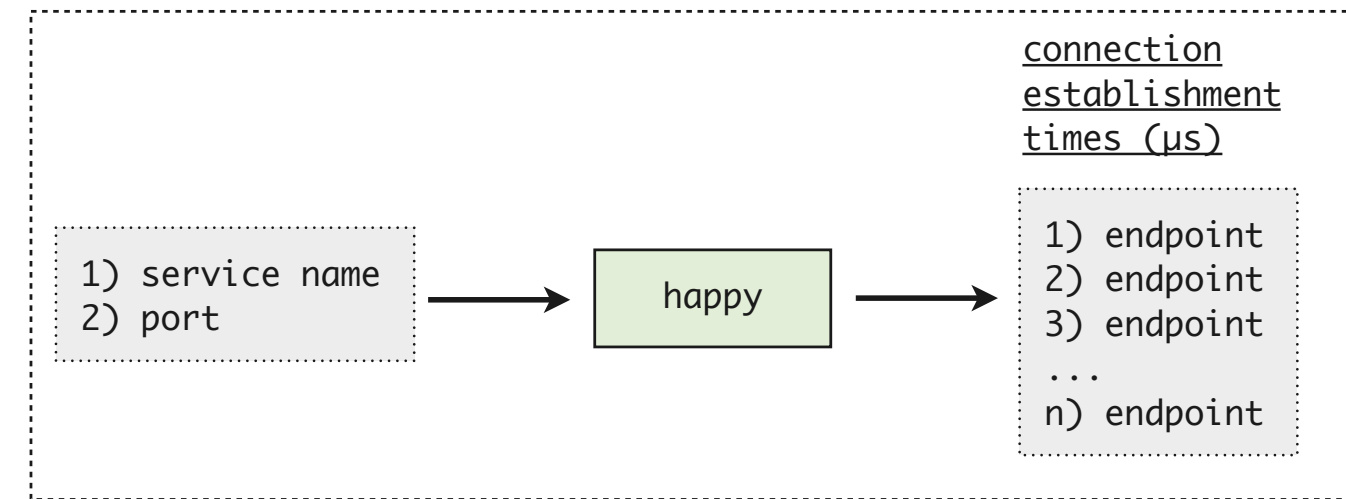 connection
establishment
times (µs)
1) service name
2) port
happy
1) endpoint
2) endpoint
3) endpoint
...
n) endpoint